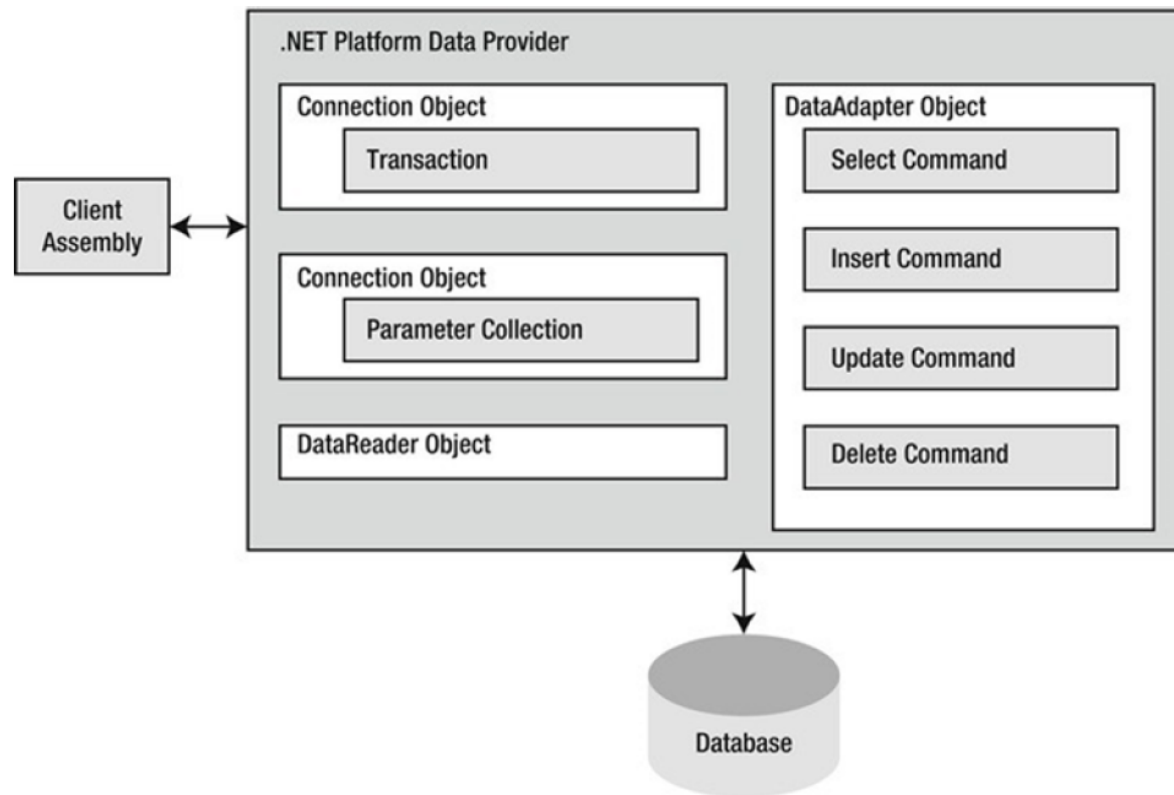 .NET Platform Data Provider
Connection Object
Transaction
Connection Object
Parameter Collection
DataReader Object
DataAdapter Object
Select Command
Insert Command
Update Command
Delete Command
Client
Assembly
Database